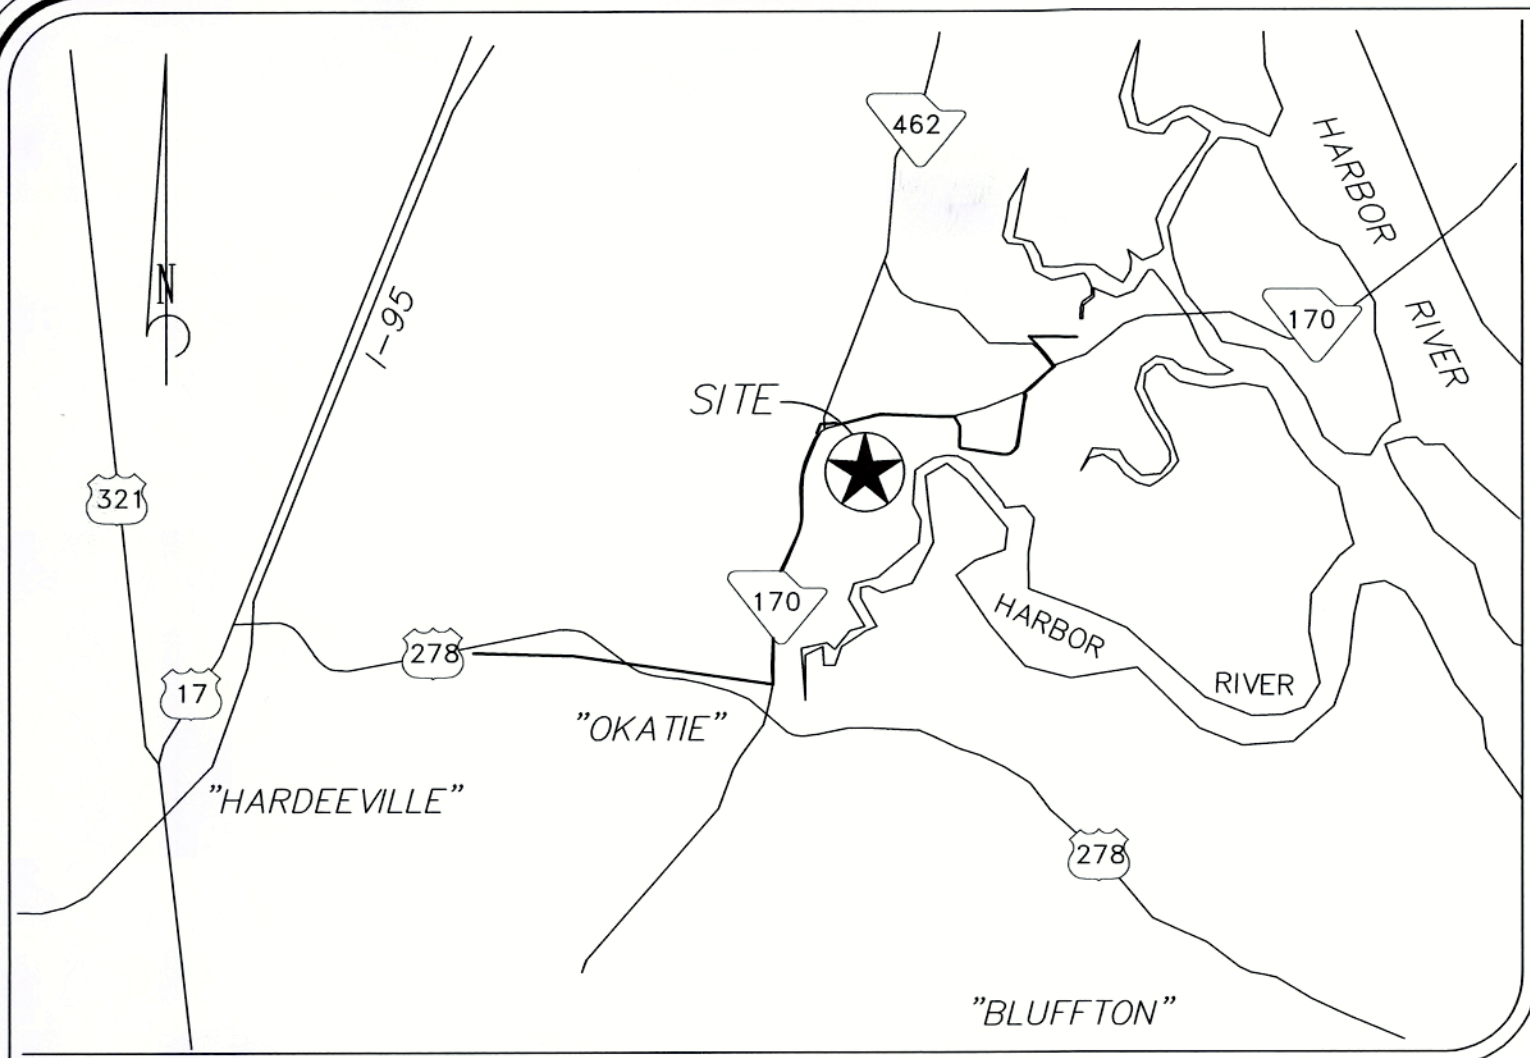 462
HARBOR
RIVER
N
I-95
170
SITE
321
170
HARBOR
278
RIVER
17
"OKATIE"
"HARDEEVILLE"
278
"BLUFFTON"